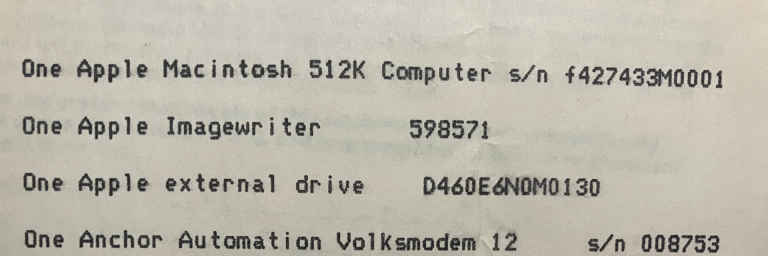 One Apple Macintosh 512K Computer s/n f427433M0001
One Apple Imagewriter 598571
One Apple external drive D460E6N0M0130
One Anchor Automation Volksmodem 12 s/n 008753